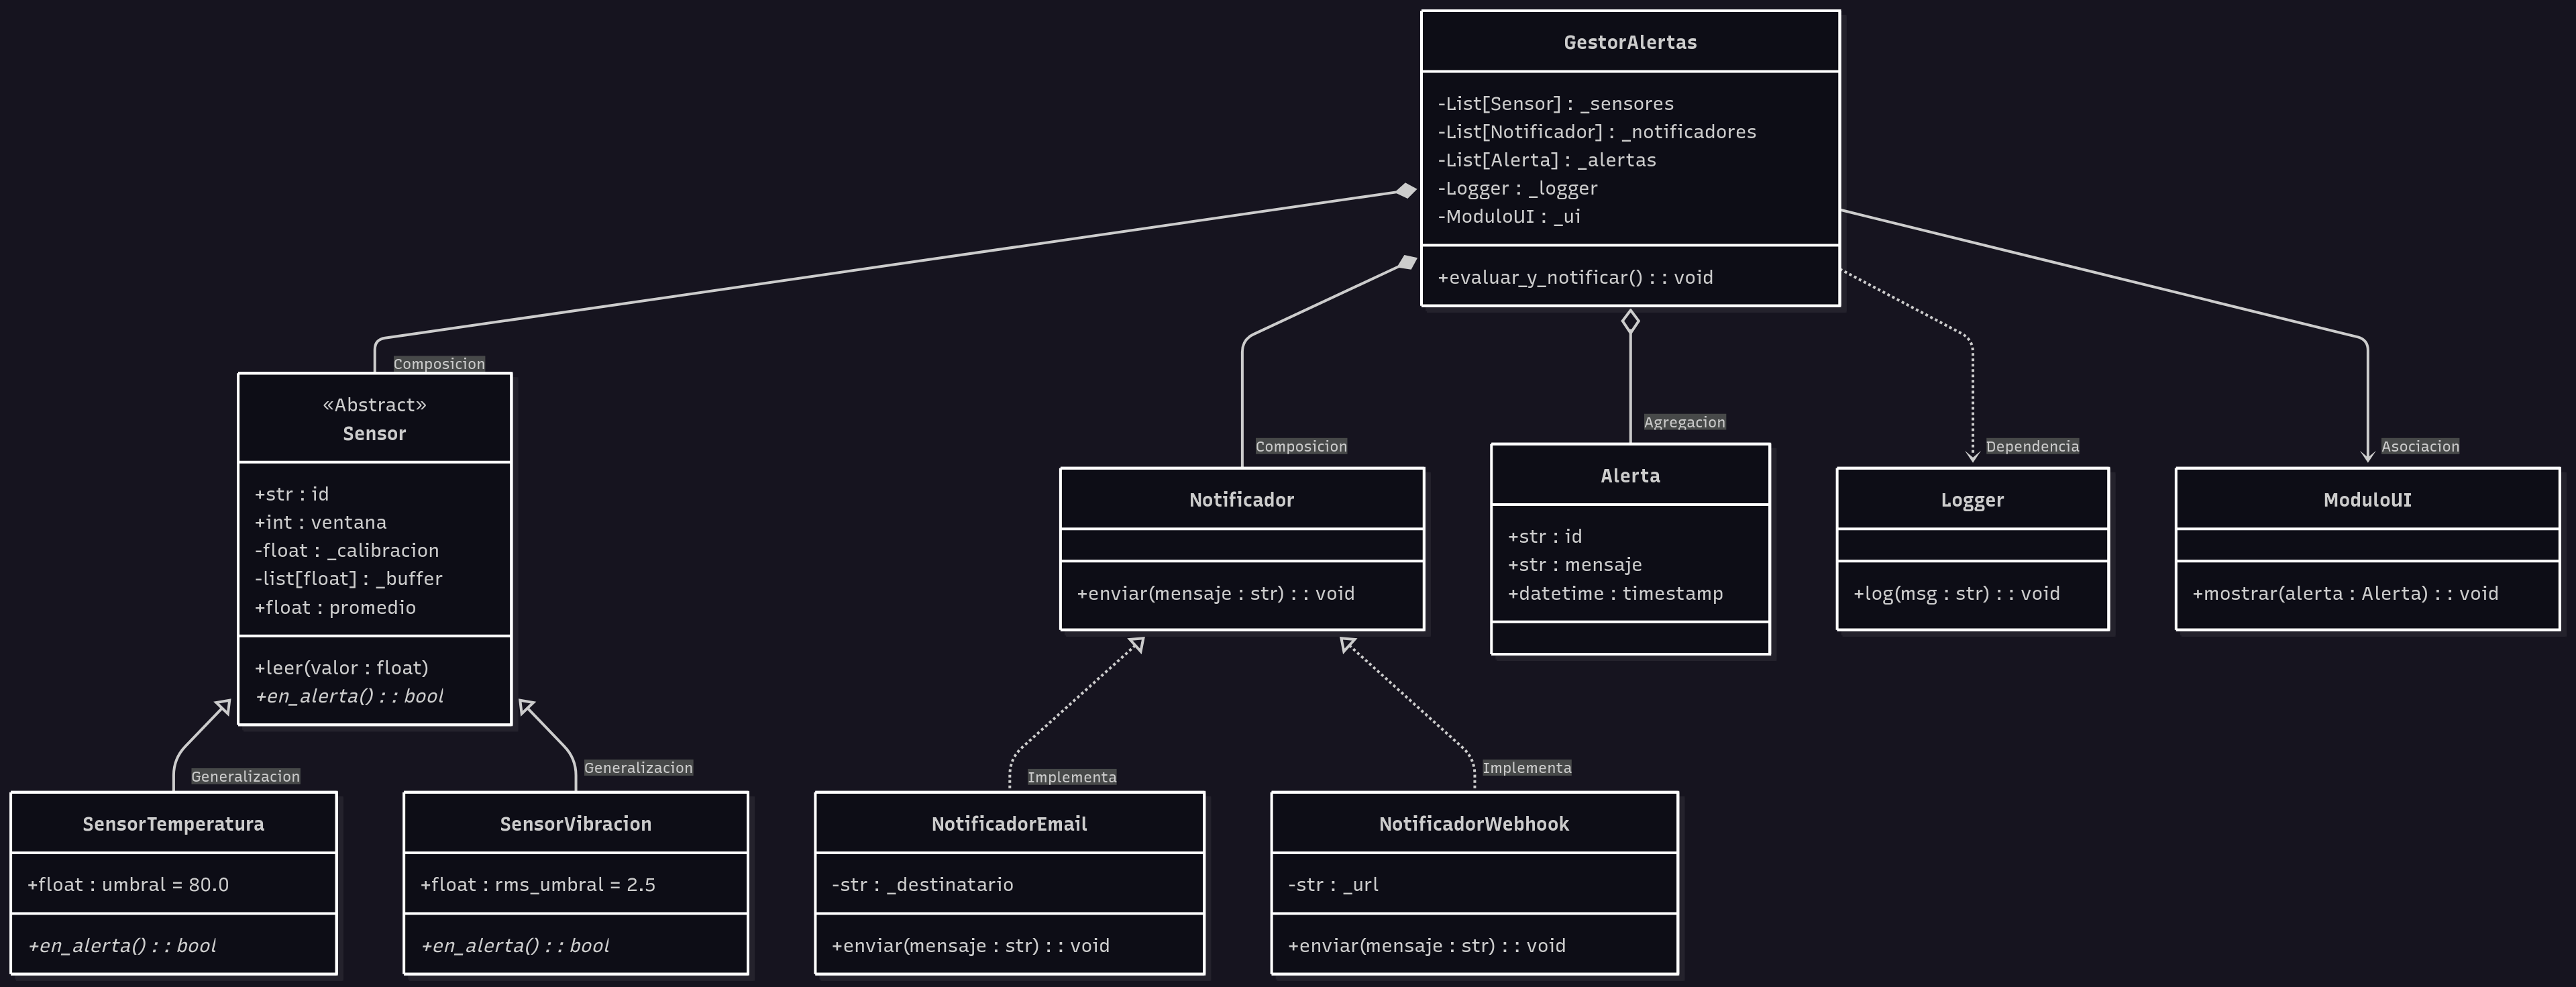 GestorAlertas
-List[Sensor] : _sensores
-List[Notificador] : _notificadores
-List[Alerta] : _alertas
-Logger : _logger
-ModuloUI : _ui
+evaluar_y_notificar() : : void
Composicion
Composicion
Agregacion
Dependencia
Asociacion
«Abstract»
Sensor
+str : id
+int : ventana
-float : _calibracion
-list[float] : _buffer
+float : promedio
+leer(valor : float)
+en_alerta() : : bool
Notificador
+enviar(mensaje : str) : : void
Alerta
+str : id
+str : mensaje
+datetime : timestamp
Logger
+log(msg : str) : : void
ModuloUI
+mostrar(alerta : Alerta) : : void
Generalizacion
Generalizacion
Implementa
Implementa
SensorTemperatura
+float : umbral = 80.0
+en_alerta() : : bool
SensorVibracion
+float : rms_umbral = 2.5
+en_alerta() : : bool
NotificadorEmail
-str : _destinatario
+enviar(mensaje : str) : : void
NotificadorWebhook
-str : _url
+enviar(mensaje : str) : : void